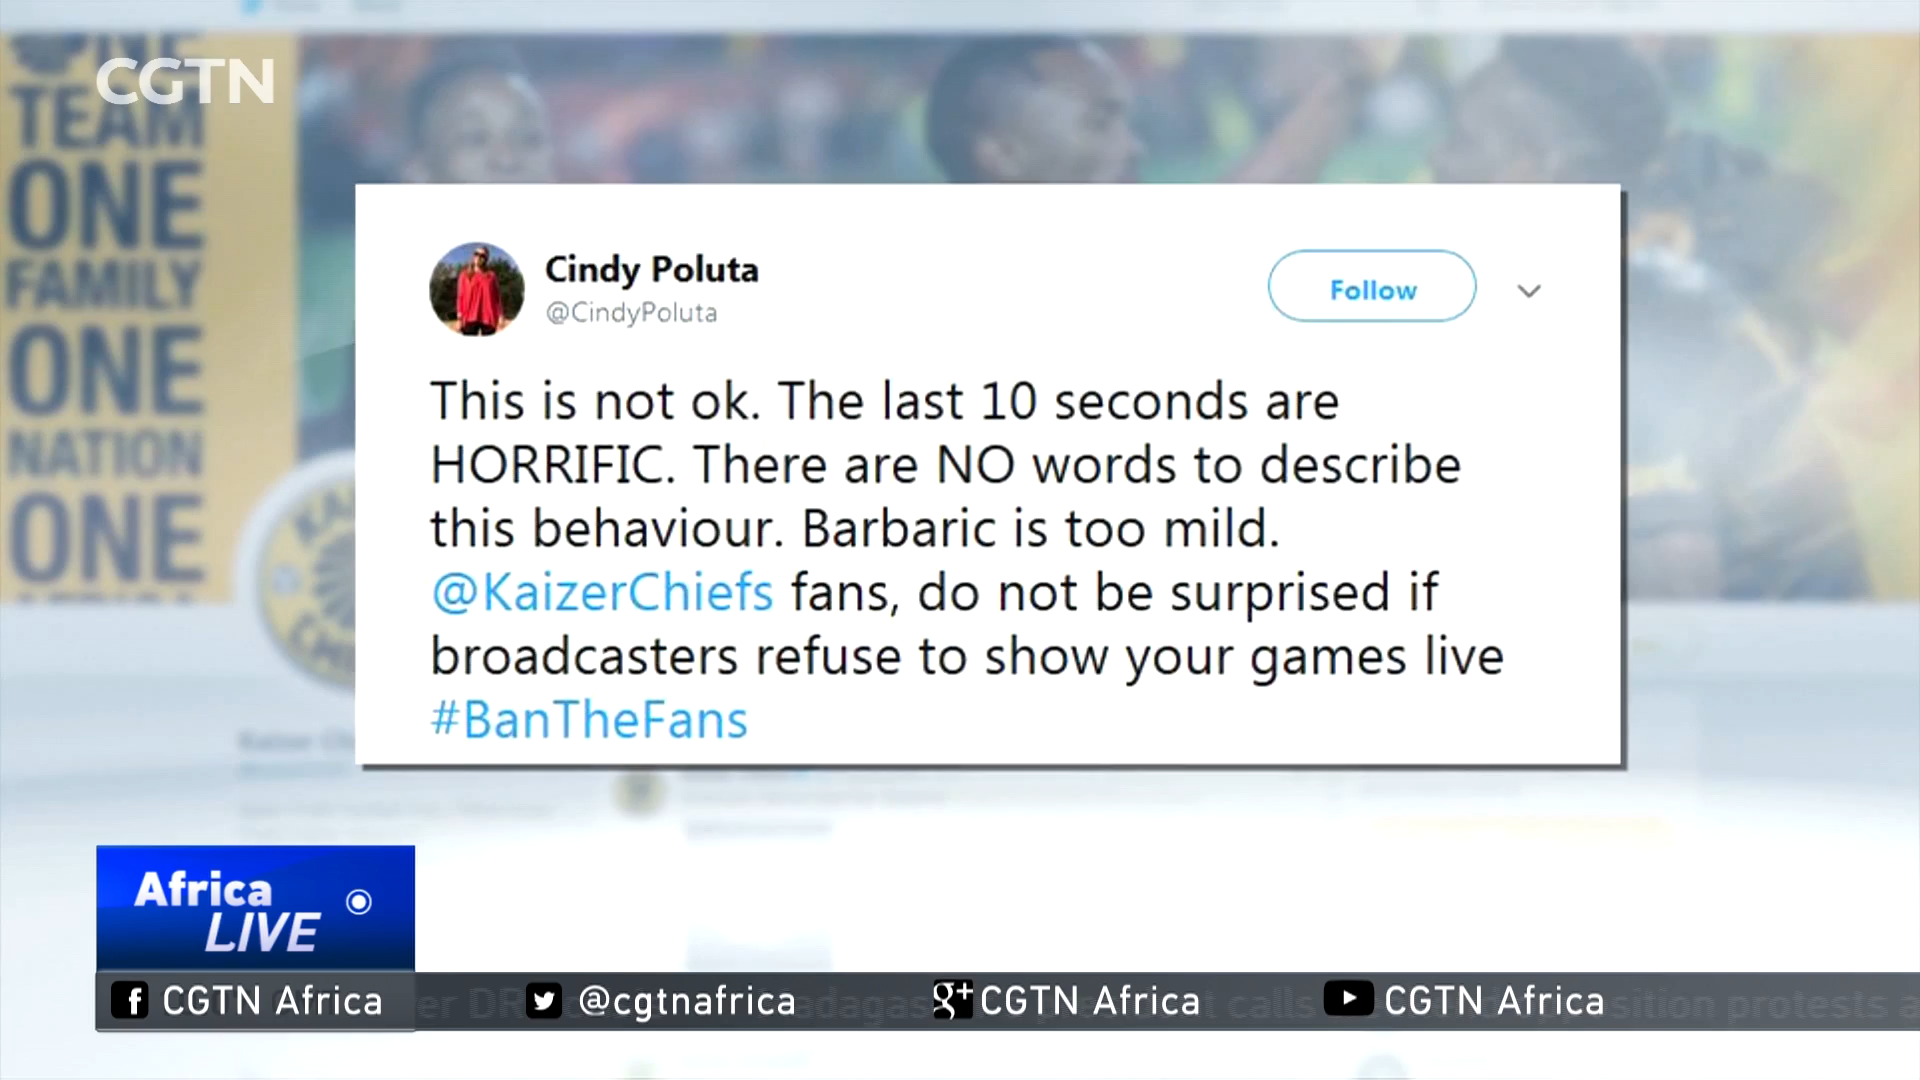 CGTN
ONE
TEAM
ONE
FAMILY
ONE
NATION
ONE
Cindy Poluta
@CindyPoluta
Follow
This is not ok. The last 10 seconds are
HORRIFIC. There are NO words to describe
this behaviour. Barbaric is too mild.
@KaizerChiefs fans, do not be surprised if
broadcasters refuse to show your games live
#BanTheFans
Africa
LIVE
CGTN Africa @cgtnafrica g+ CGTN Africa CGTN Africa